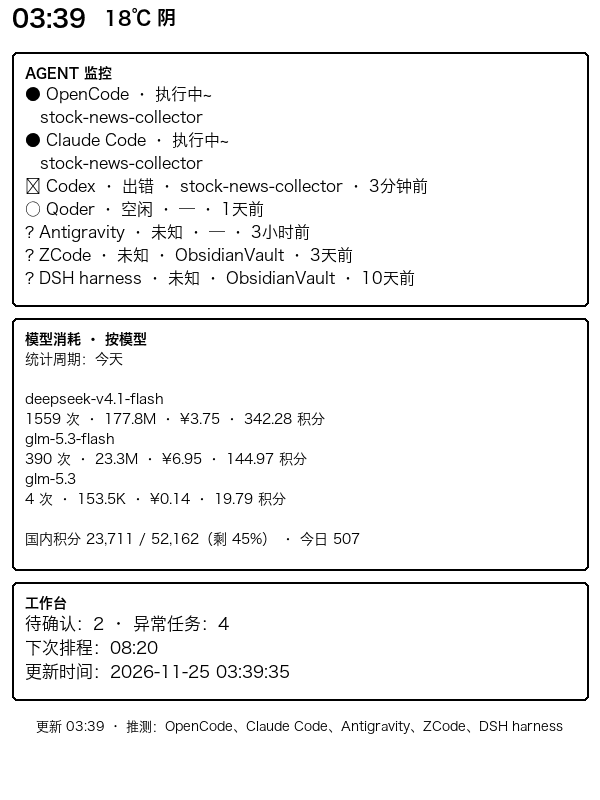 03:39 18℃ 阴
AGENT 监控
● OpenCode · 执行中~
stock-news-collector
● Claude Code · 执行中~
stock-news-collector
☒ Codex · 出错 · stock-news-collector · 3分钟前
○ Qoder · 空闲 · — · 1天前
? Antigravity · 未知 · — · 3小时前
? ZCode · 未知 · ObsidianVault · 3天前
? DSH harness · 未知 · ObsidianVault · 10天前
模型消耗 · 按模型
统计周期：今天
deepseek-v4.1-flash
1559 次 · 177.8M · ¥3.75 · 342.28 积分
glm-5.3-flash
390 次 · 23.3M · ¥6.95 · 144.97 积分
glm-5.3
4 次 · 153.5K · ¥0.14 · 19.79 积分
国内积分 23,711 / 52,162（剩 45%） · 今日 507
工作台
待确认：2 · 异常任务：4
下次排程：08:20
更新时间：2026-11-25 03:39:35
更新 03:39 · 推测：OpenCode、Claude Code、Antigravity、ZCode、DSH harness